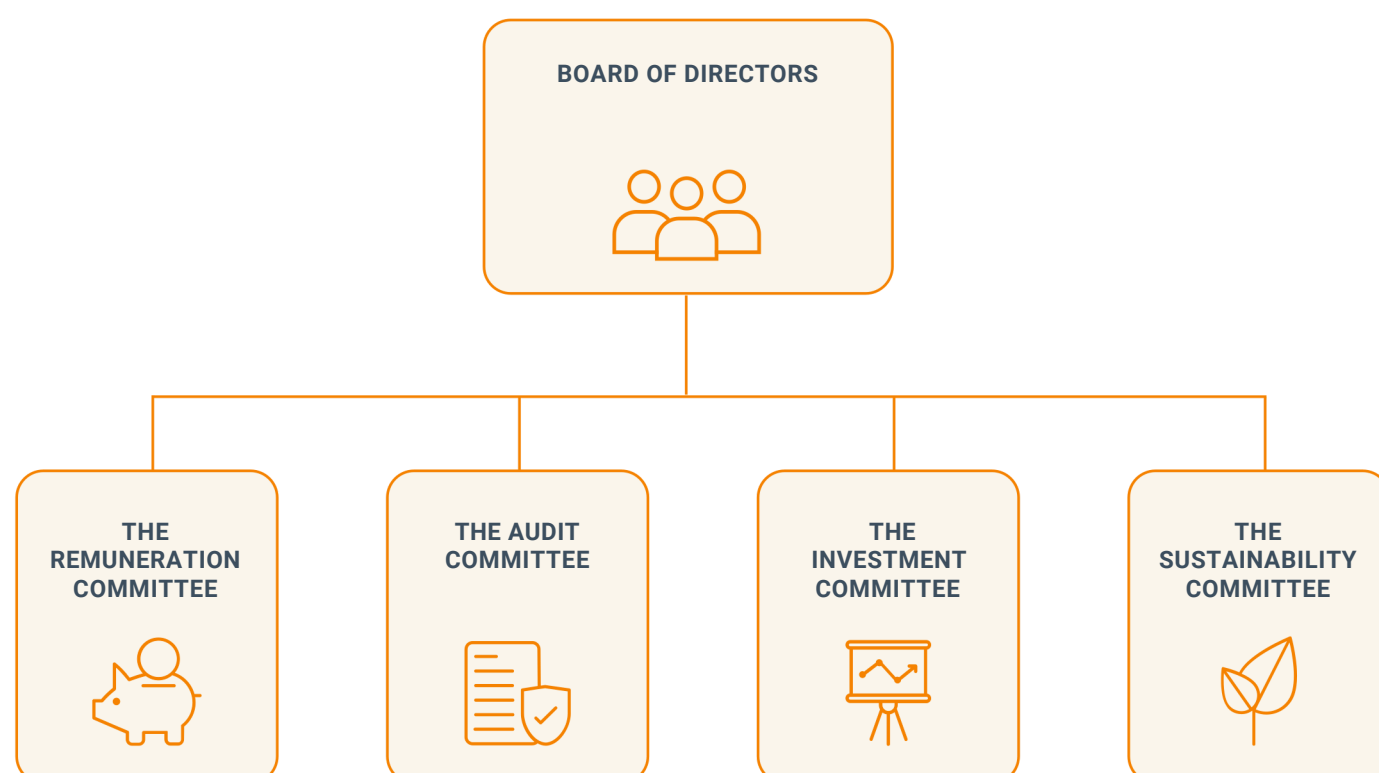 BOARD OF DIRECTORS
THE
REMUNERATION
COMMITTEE
THE AUDIT
COMMITTEE
THE
INVESTMENT
COMMITTEE
THE
SUSTAINABILITY
COMMITTEE